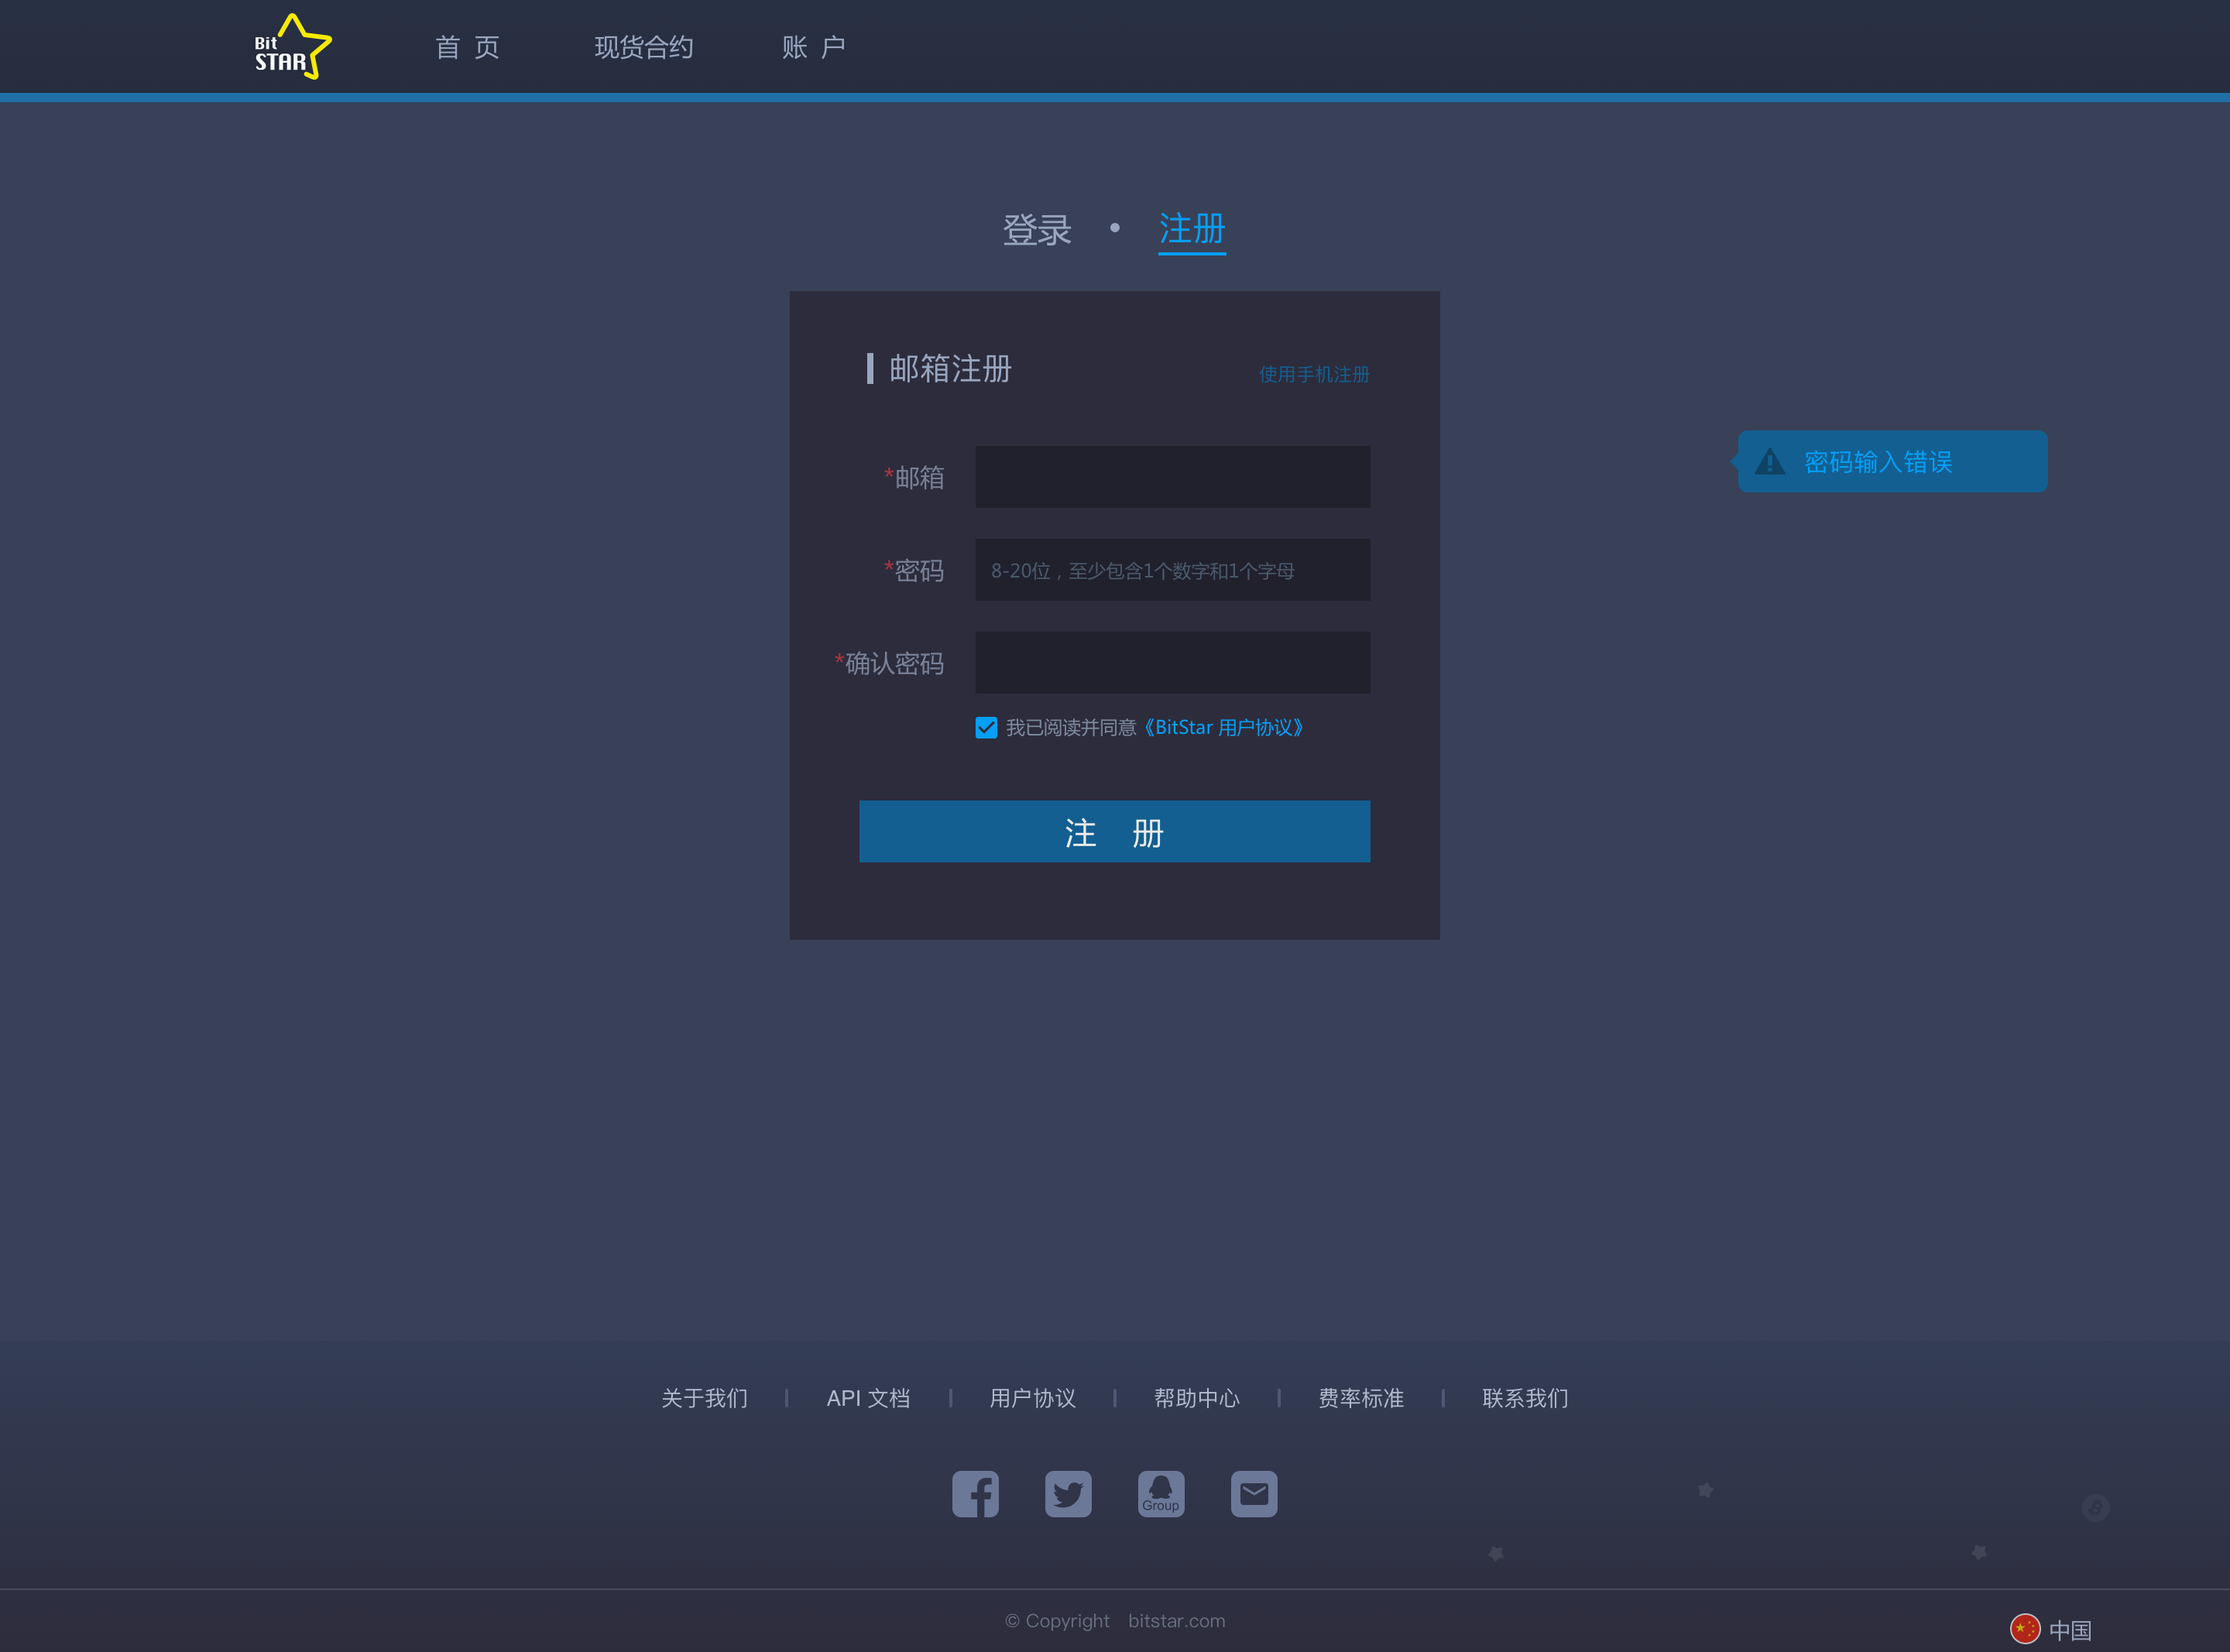 Bit
STAR
首 页 现货合约 账 户
登录 • 注册
邮箱注册 使用手机注册
*邮箱
密码输入错误
*密码 8-20位，至少包含1个数字和1个字母
*确认密码
我已阅读并同意《BitStar 用户协议》
注 册
关于我们 | API 文档 | 用户协议 | 帮助中心 | 费率标准 | 联系我们
Group
© Copyright bitstar.com
中国